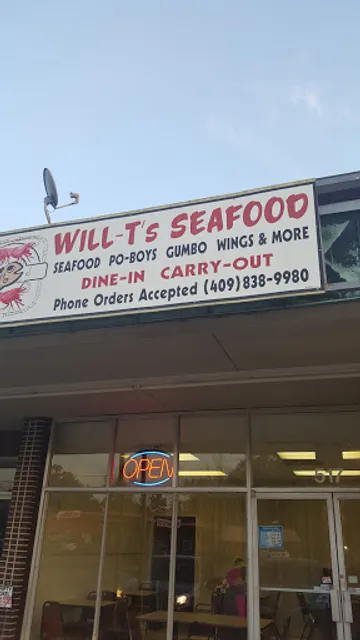 WILL-T's SEAFOOD
SEAFOOD PO-BOYS GUMBO WINGS & MORE
DINE-IN CARRY-OUT
Phone Orders Accepted (409)838-9980
OPEN
517